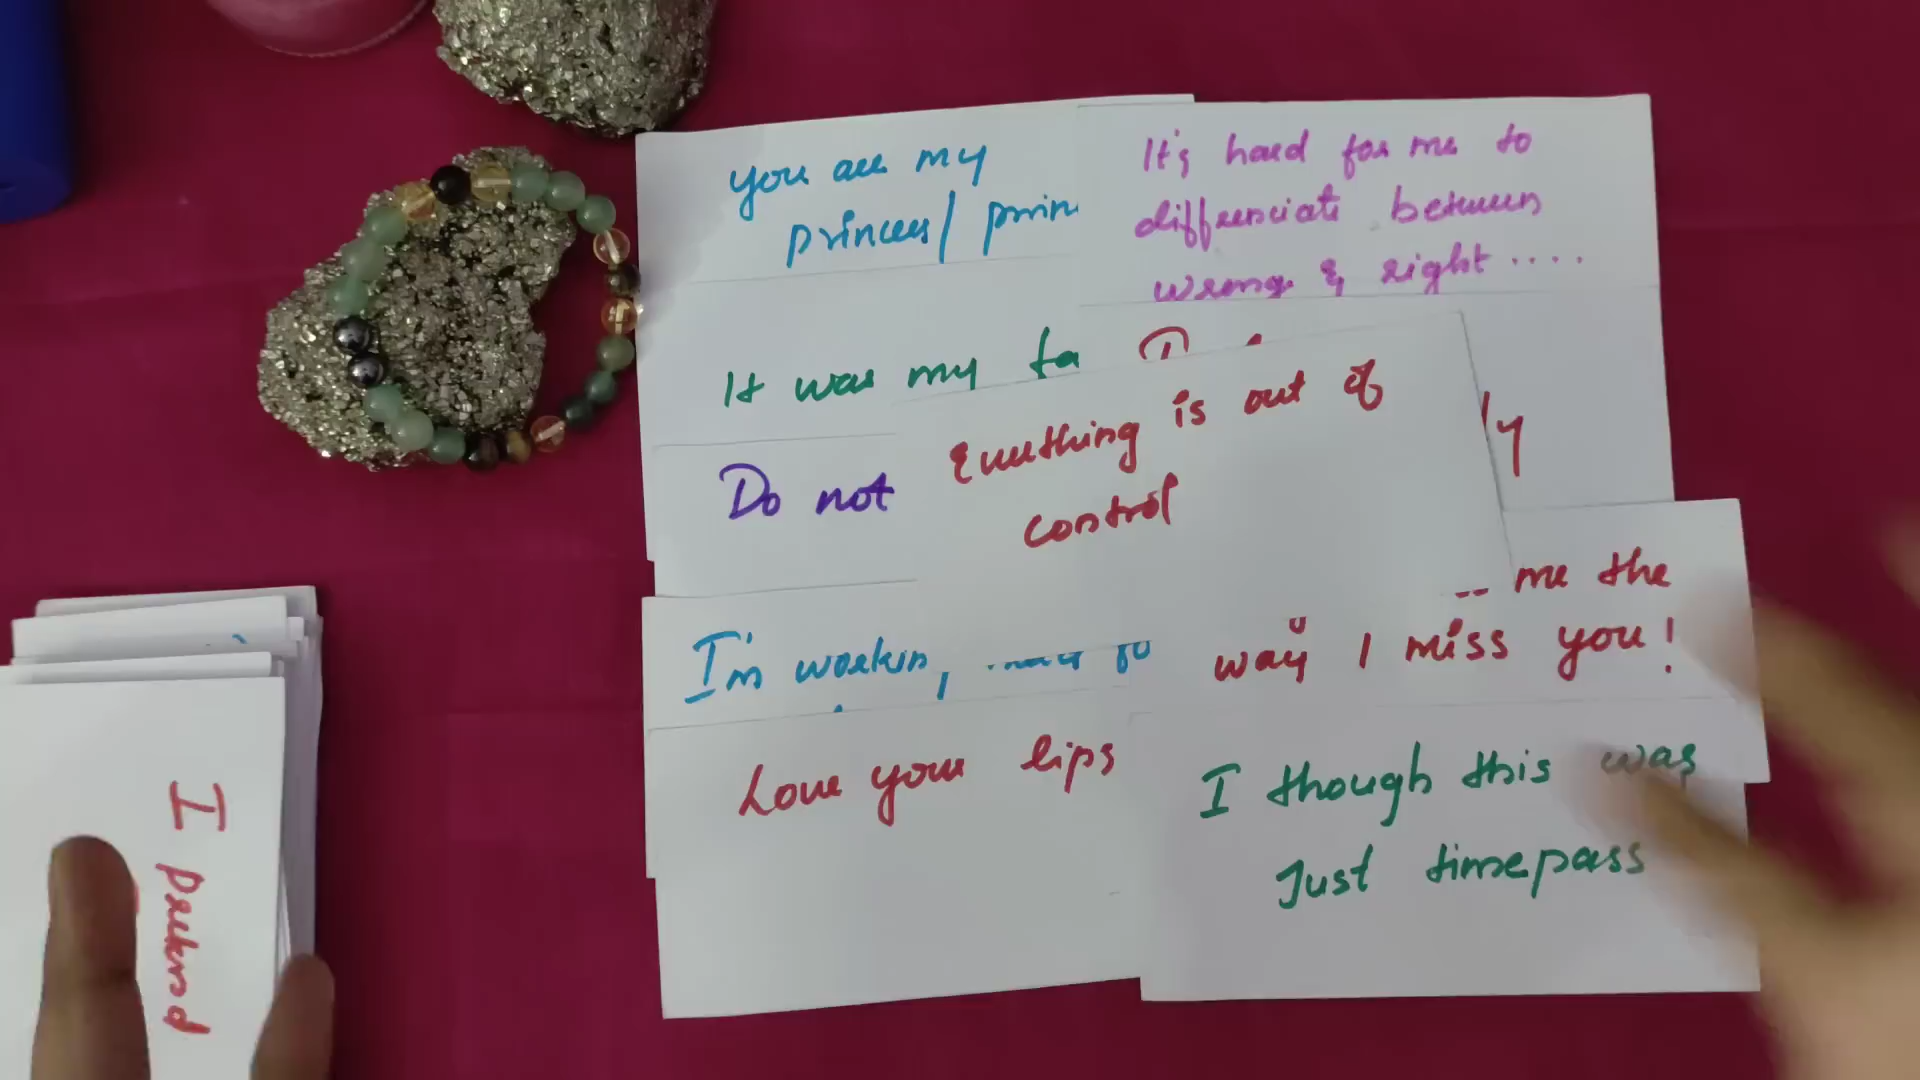 you are my
princess/ prin
It's hard for me to
differenciate between
wrong & right ....
It was my fa
Do not
Everything is out of
control
ly
me the
way I miss you!
I'm workin
Love your lips
I though this was
Just timepass
I pretend